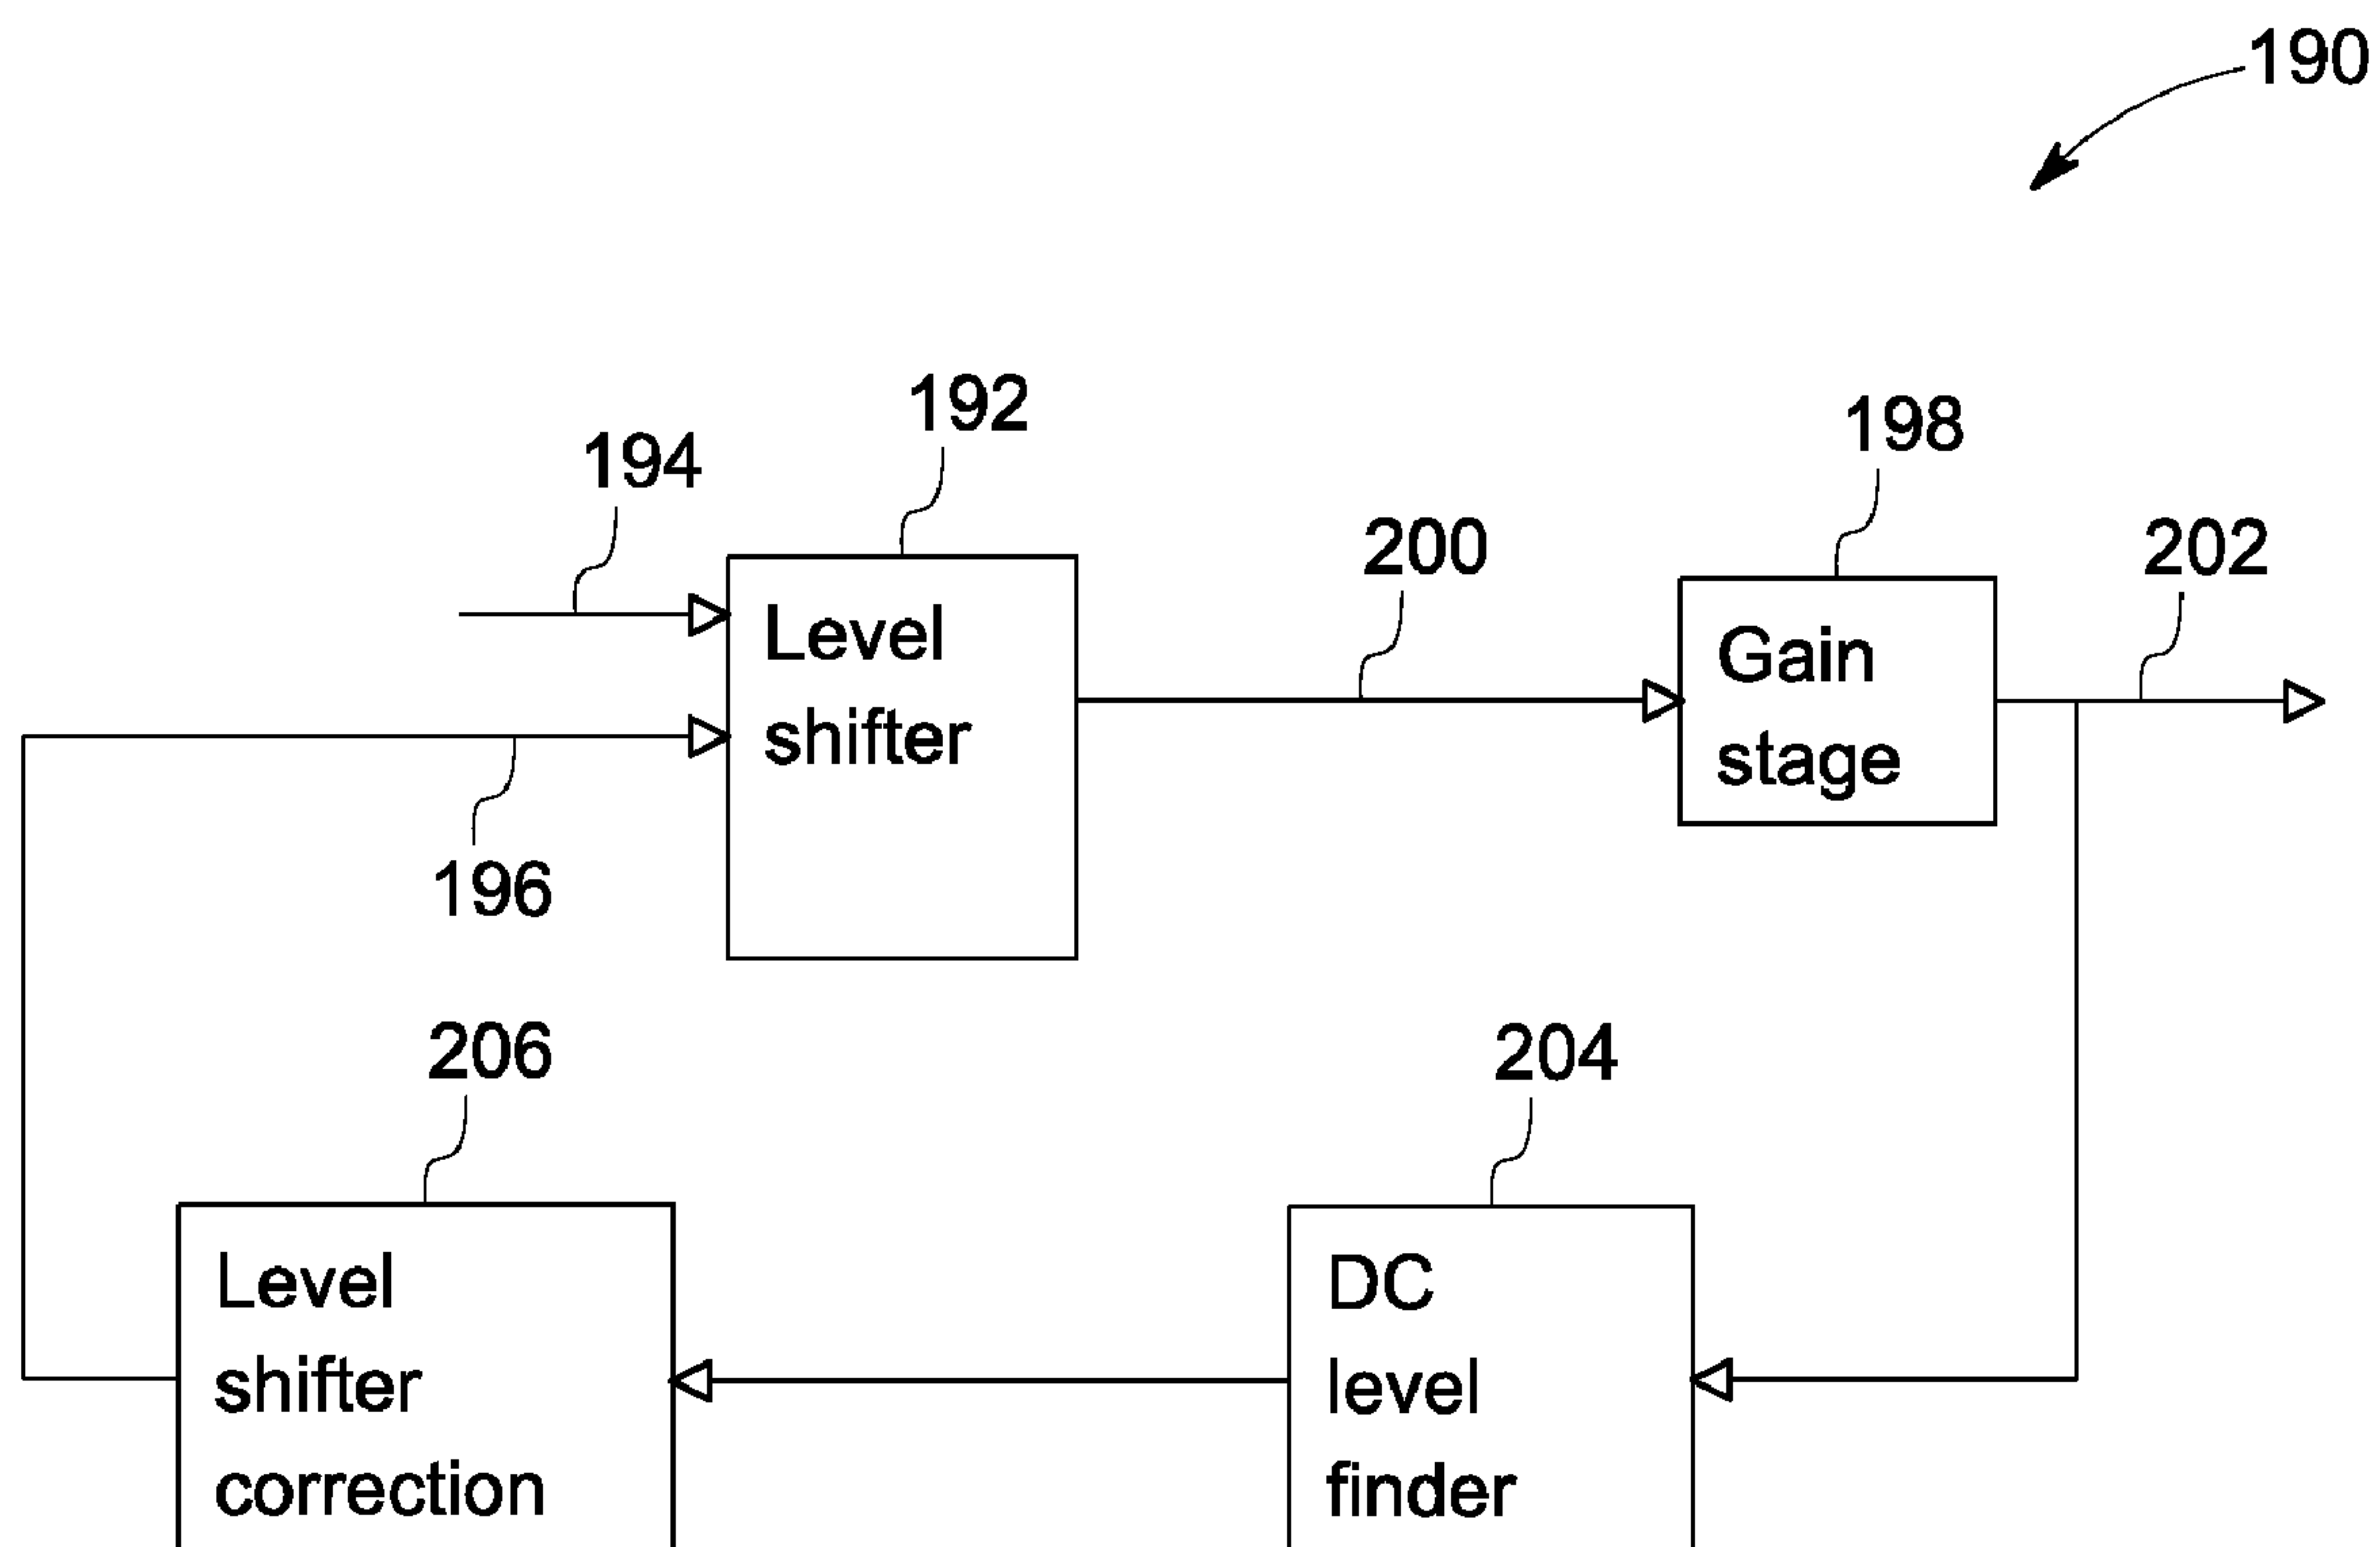 190
192
194
198
200
202
Level
shifter
Gain
stage
196
206
204
Level
shifter
correction
DC
level
finder